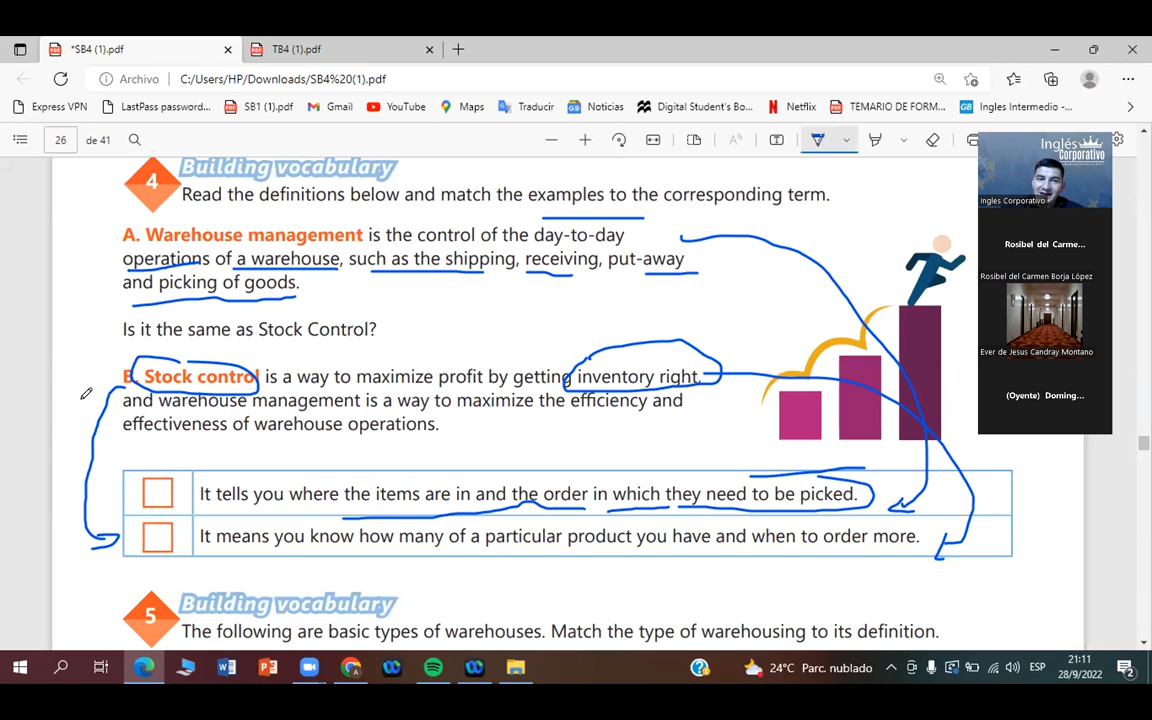 *SB4 (1).pdf
TB4 (1).pdf
Archivo
C:/Users/HP/Downloads/SB4%20(1).pdf
Express VPN
LastPass password...
SB1 (1).pdf
Gmail
YouTube
Maps
Traducir
Noticias
Digital Student's Bo...
Netflix
TEMARIO DE FORM...
Ingles Intermedio -...
26
de 41
4
Building vocabulary
Read the definitions below and match the examples to the corresponding term.
A. Warehouse management is the control of the day-to-day
operations of a warehouse, such as the shipping, receiving, put-away
and picking of goods.
Is it the same as Stock Control?
B. Stock control is a way to maximize profit by getting inventory right,
and warehouse management is a way to maximize the efficiency and
effectiveness of warehouse operations.
It tells you where the items are in and the order in which they need to be picked.
It means you know how many of a particular product you have and when to order more.
5
Building vocabulary
The following are basic types of warehouses. Match the type of warehousing to its definition.
Inglés
Corporativo
Ingles Corporativo
Rosibel del Carme...
Rosibel del Carmen Borja López
Ever de Jesus Candray Montano
(Oyente) Doming...
24°C
Parc. nublado
ESP
21:11
28/9/2022
2